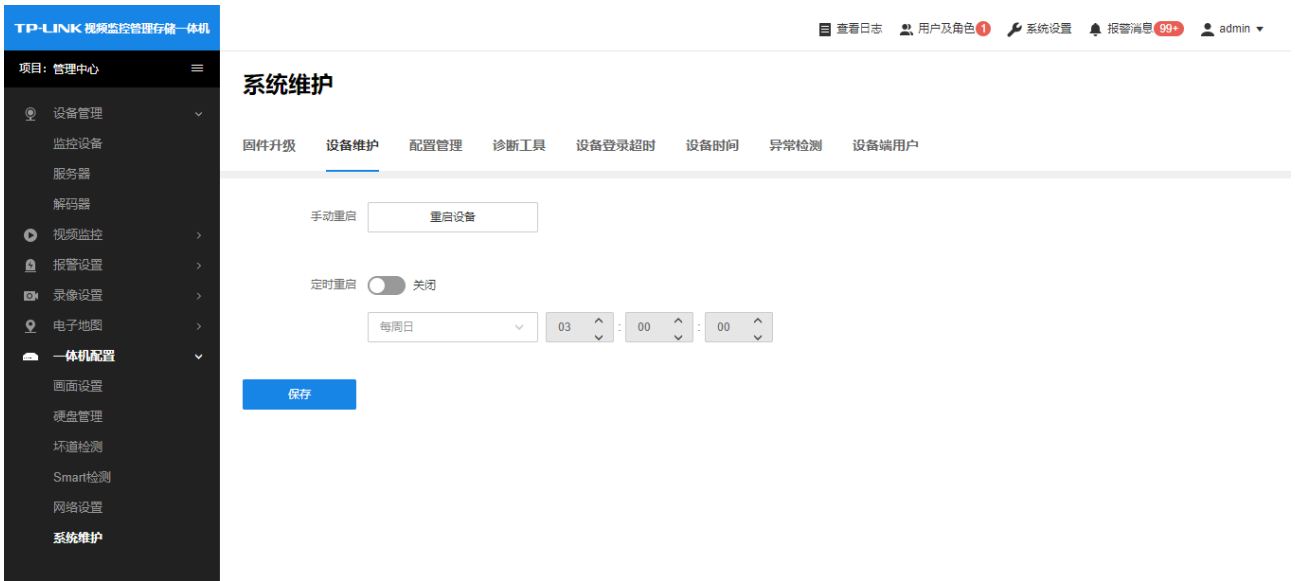 TP-LINK 视频监控管理存储一体机
查看日志 用户及角色 1 系统设置 报警消息 99+ admin
项目：管理中心
系统维护
设备管理
监控设备
服务器
解码器
视频监控
报警设置
录像设置
电子地图
一体机配置
画面设置
硬盘管理
坏道检测
Smart检测
网络设置
系统维护
固件升级 设备维护 配置管理 诊断工具 设备登录超时 设备时间 异常检测 设备端用户
手动重启 重启设备
定时重启 关闭
每周日 03 : 00 : 00
保存